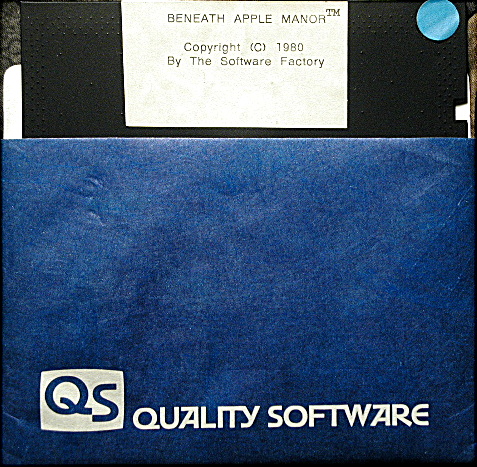 BENEATH APPLE MANOR™
Copyright (C) 1980
By The Software Factory
QS QUALITY SOFTWARE